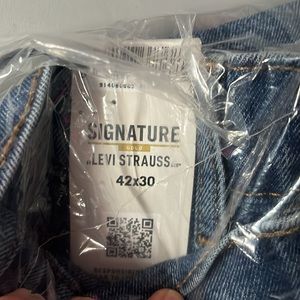 SIGNATURE
GOLD
LEVI STRAUSS
42x30